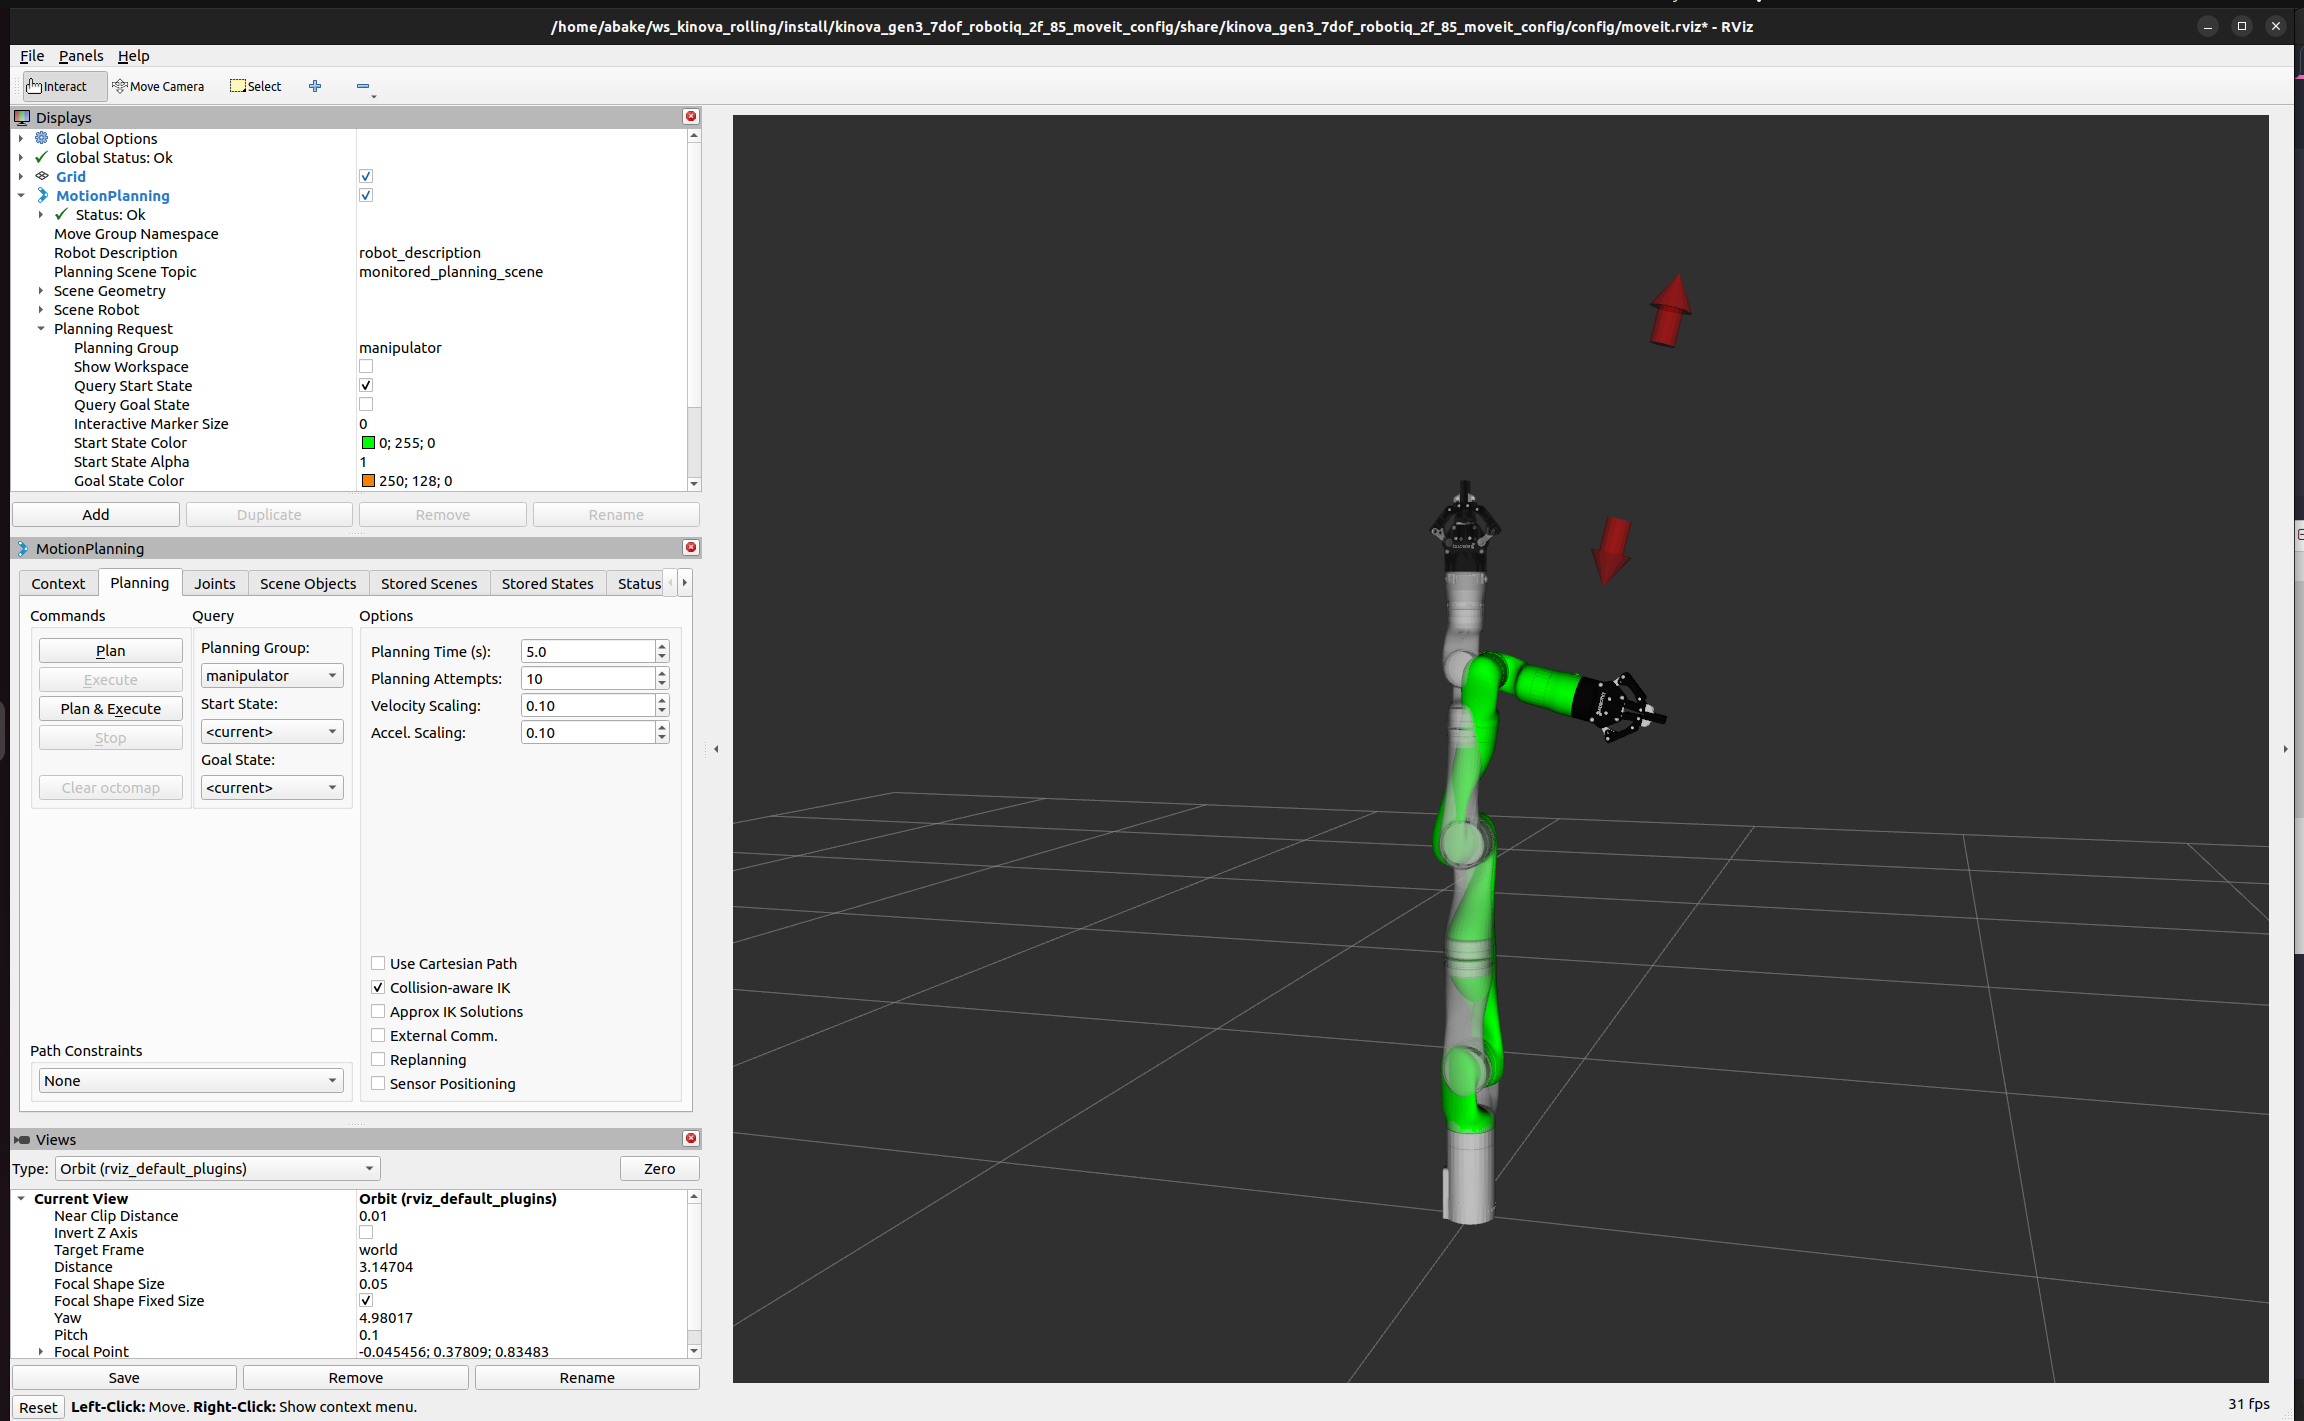 /home/abake/ws_kinova_rolling/install/kinova_gen3_7dof_robotiq_2f_85_moveit_config/share/kinova_gen3_7dof_robotiq_2f_85_moveit_config/config/moveit.rviz* - RViz
File Panels Help
Interact Move Camera Select
Displays
Global Options
Global Status: Ok
Grid
MotionPlanning
Status: Ok
Move Group Namespace
Robot Description robot_description
Planning Scene Topic monitored_planning_scene
Scene Geometry
Scene Robot
Planning Request
Planning Group manipulator
Show Workspace
Query Start State
Query Goal State
Interactive Marker Size 0
Start State Color 0; 255; 0
Start State Alpha 1
Goal State Color 250; 128; 0
Add Duplicate Remove Rename
MotionPlanning
Context Planning Joints Scene Objects Stored Scenes Stored States Status
Commands Query Options
Plan
Execute
Plan & Execute
Stop
Clear octomap
Planning Group:
manipulator
Start State:
<current>
Goal State:
<current>
Planning Time (s): 5.0
Planning Attempts: 10
Velocity Scaling: 0.10
Accel. Scaling: 0.10
Use Cartesian Path
Collision-aware IK
Approx IK Solutions
External Comm.
Replanning
Sensor Positioning
Path Constraints
None
Views
Type: Orbit (rviz_default_plugins) Zero
Current View Orbit (rviz_default_plugins)
Near Clip Distance 0.01
Invert Z Axis
Target Frame world
Distance 3.14704
Focal Shape Size 0.05
Focal Shape Fixed Size
Yaw 4.98017
Pitch 0.1
Focal Point -0.045456; 0.37809; 0.83483
Save Remove Rename
Reset Left-Click: Move. Right-Click: Show context menu. 31 fps